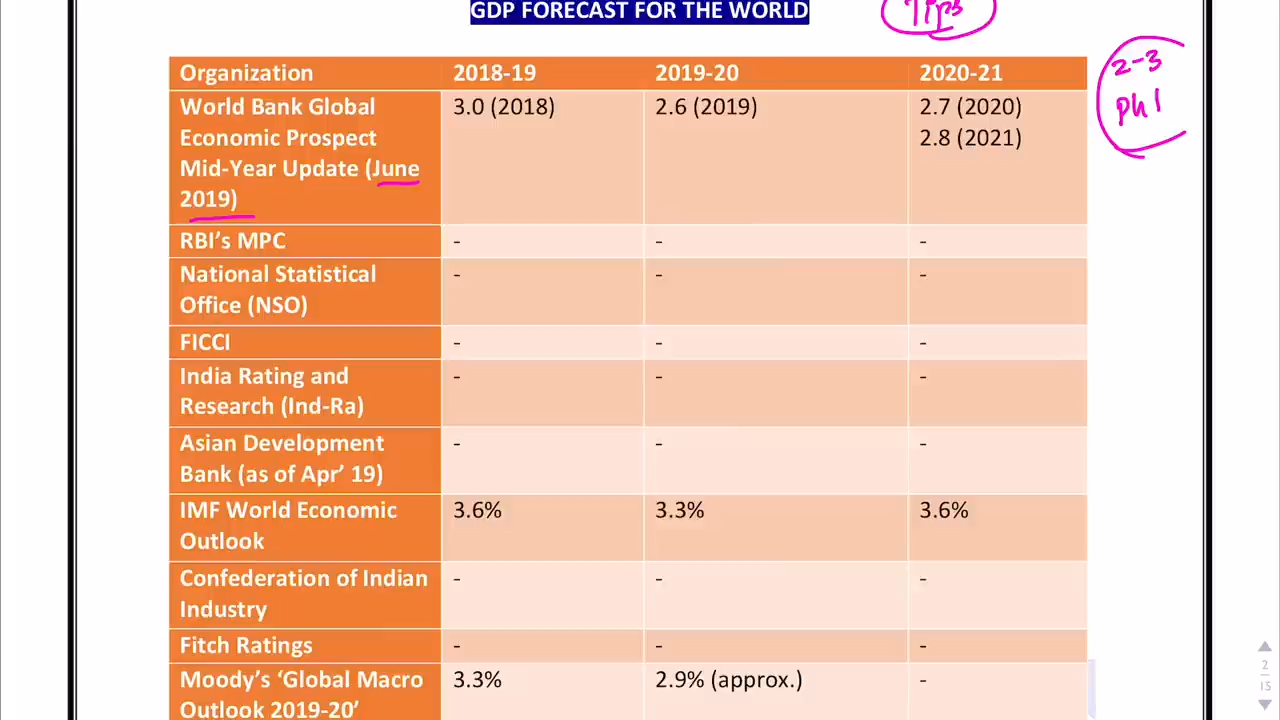 GDP FORECAST FOR THE WORLD
Tips
2-3
Ph 1
Organization 2018-19 2019-20 2020-21
World Bank Global 3.0 (2018) 2.6 (2019) 2.7 (2020)
Economic Prospect 2.8 (2021)
Mid-Year Update (June
2019)
RBI’s MPC - - -
National Statistical - - -
Office (NSO)
FICCI - - -
India Rating and - - -
Research (Ind-Ra)
Asian Development - - -
Bank (as of Apr’ 19)
IMF World Economic 3.6% 3.3% 3.6%
Outlook
Confederation of Indian - - -
Industry
Fitch Ratings - - -
Moody’s ‘Global Macro 3.3% 2.9% (approx.) -
Outlook 2019-20’
2
15